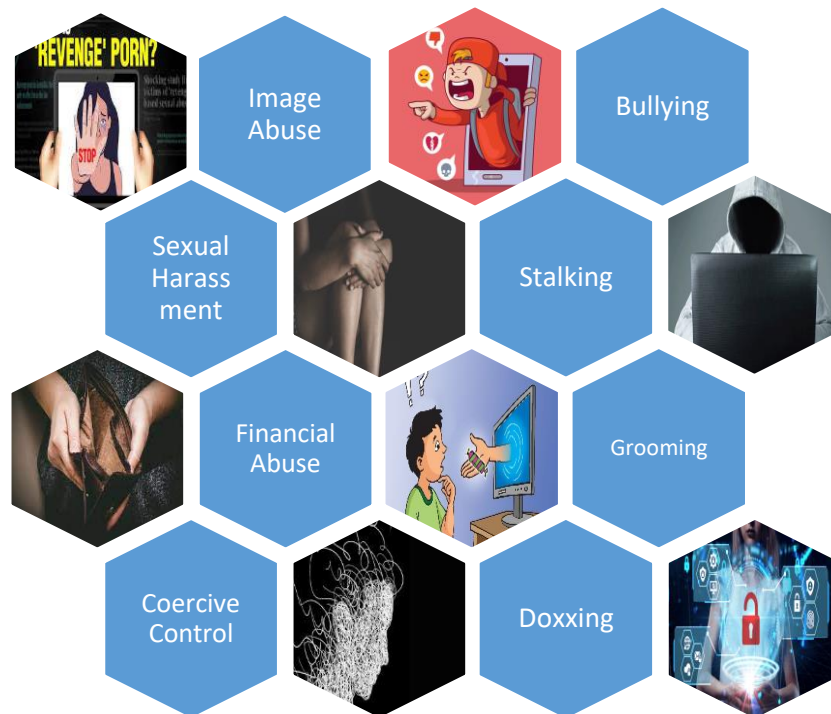 'REVENGE' PORN?
STOP
Image
Abuse
Bullying
Sexual
Harass
ment
Stalking
Financial
Abuse
!?
Grooming
Coercive
Control
Doxxing